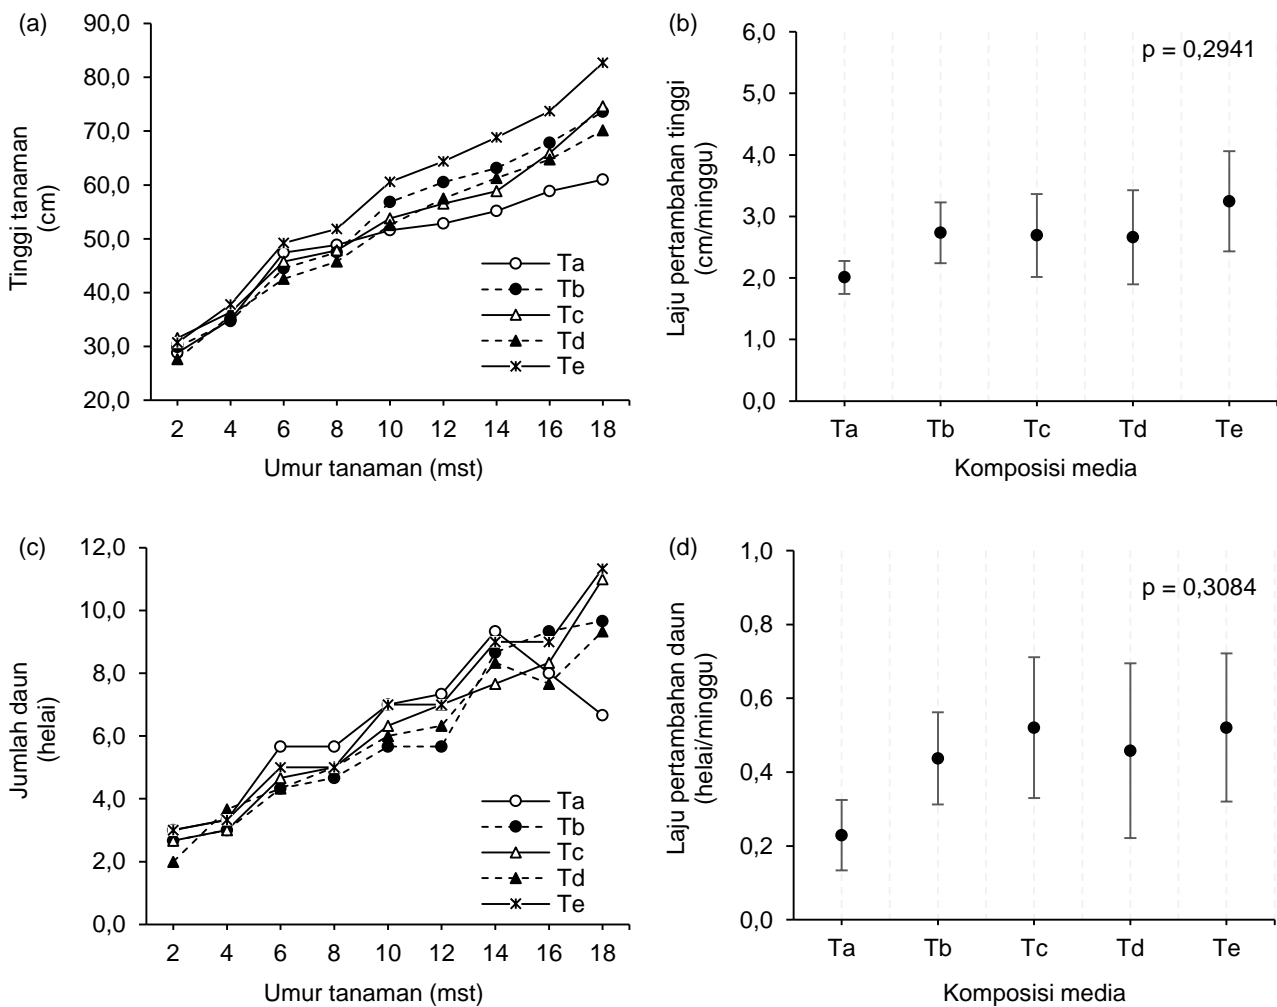 (a)
90,0
80,0
70,0
60,0
50,0
40,0
30,0
20,0
Tinggi tanaman
(cm)
2 4 6 8 10 12 14 16 18
Umur tanaman (mst)
Ta
Tb
Tc
Td
Te
(b)
6,0
5,0
4,0
3,0
2,0
1,0
0,0
Laju pertambahan tinggi
(cm/minggu)
p = 0,2941
Ta Tb Tc Td Te
Komposisi media
(c)
12,0
10,0
8,0
6,0
4,0
2,0
0,0
Jumlah daun
(helai)
2 4 6 8 10 12 14 16 18
Umur tanaman (mst)
Ta
Tb
Tc
Td
Te
(d)
1,0
0,8
0,6
0,4
0,2
0,0
Laju pertambahan daun
(helai/minggu)
p = 0,3084
Ta Tb Tc Td Te
Komposisi media